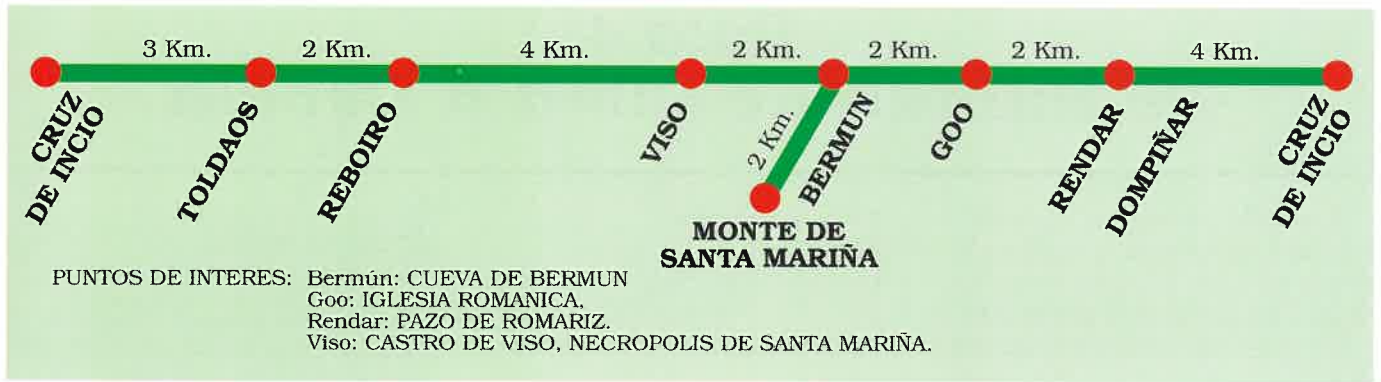 3 Km.
2 Km.
4 Km.
2 Km.
2 Km.
2 Km.
4 Km.
2 Km.
CRUZ
DE INCIO
TOLDAOS
REBOIRO
VISO
BERMUN
GOO
RENDAR
DOMPIÑAR
CRUZ
DE INCIO
MONTE DE
SANTA MARIÑA
PUNTOS DE INTERES: Bermún: CUEVA DE BERMUN
Goo: IGLESIA ROMANICA.
Rendar: PAZO DE ROMARIZ.
Viso: CASTRO DE VISO, NECROPOLIS DE SANTA MARIÑA.